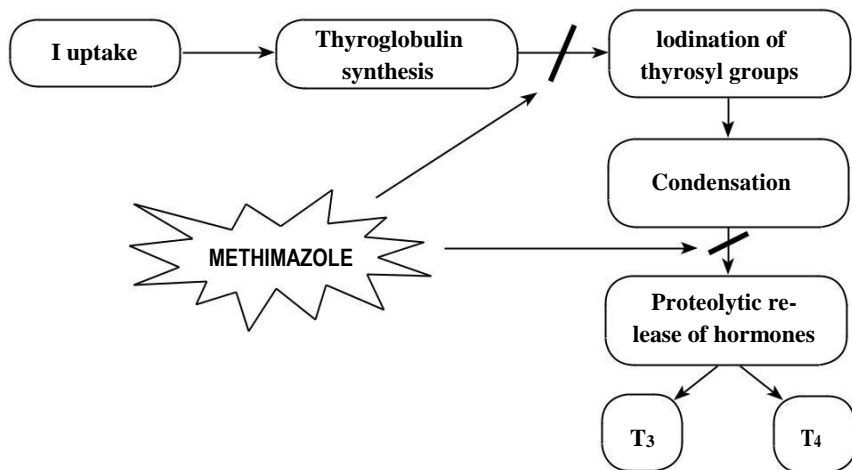 I uptake
Thyroglobulin
synthesis
lodination of
thyrosyl groups
Condensation
METHIMAZOLE
Proteolytic re-
lease of hormones
T3
T4